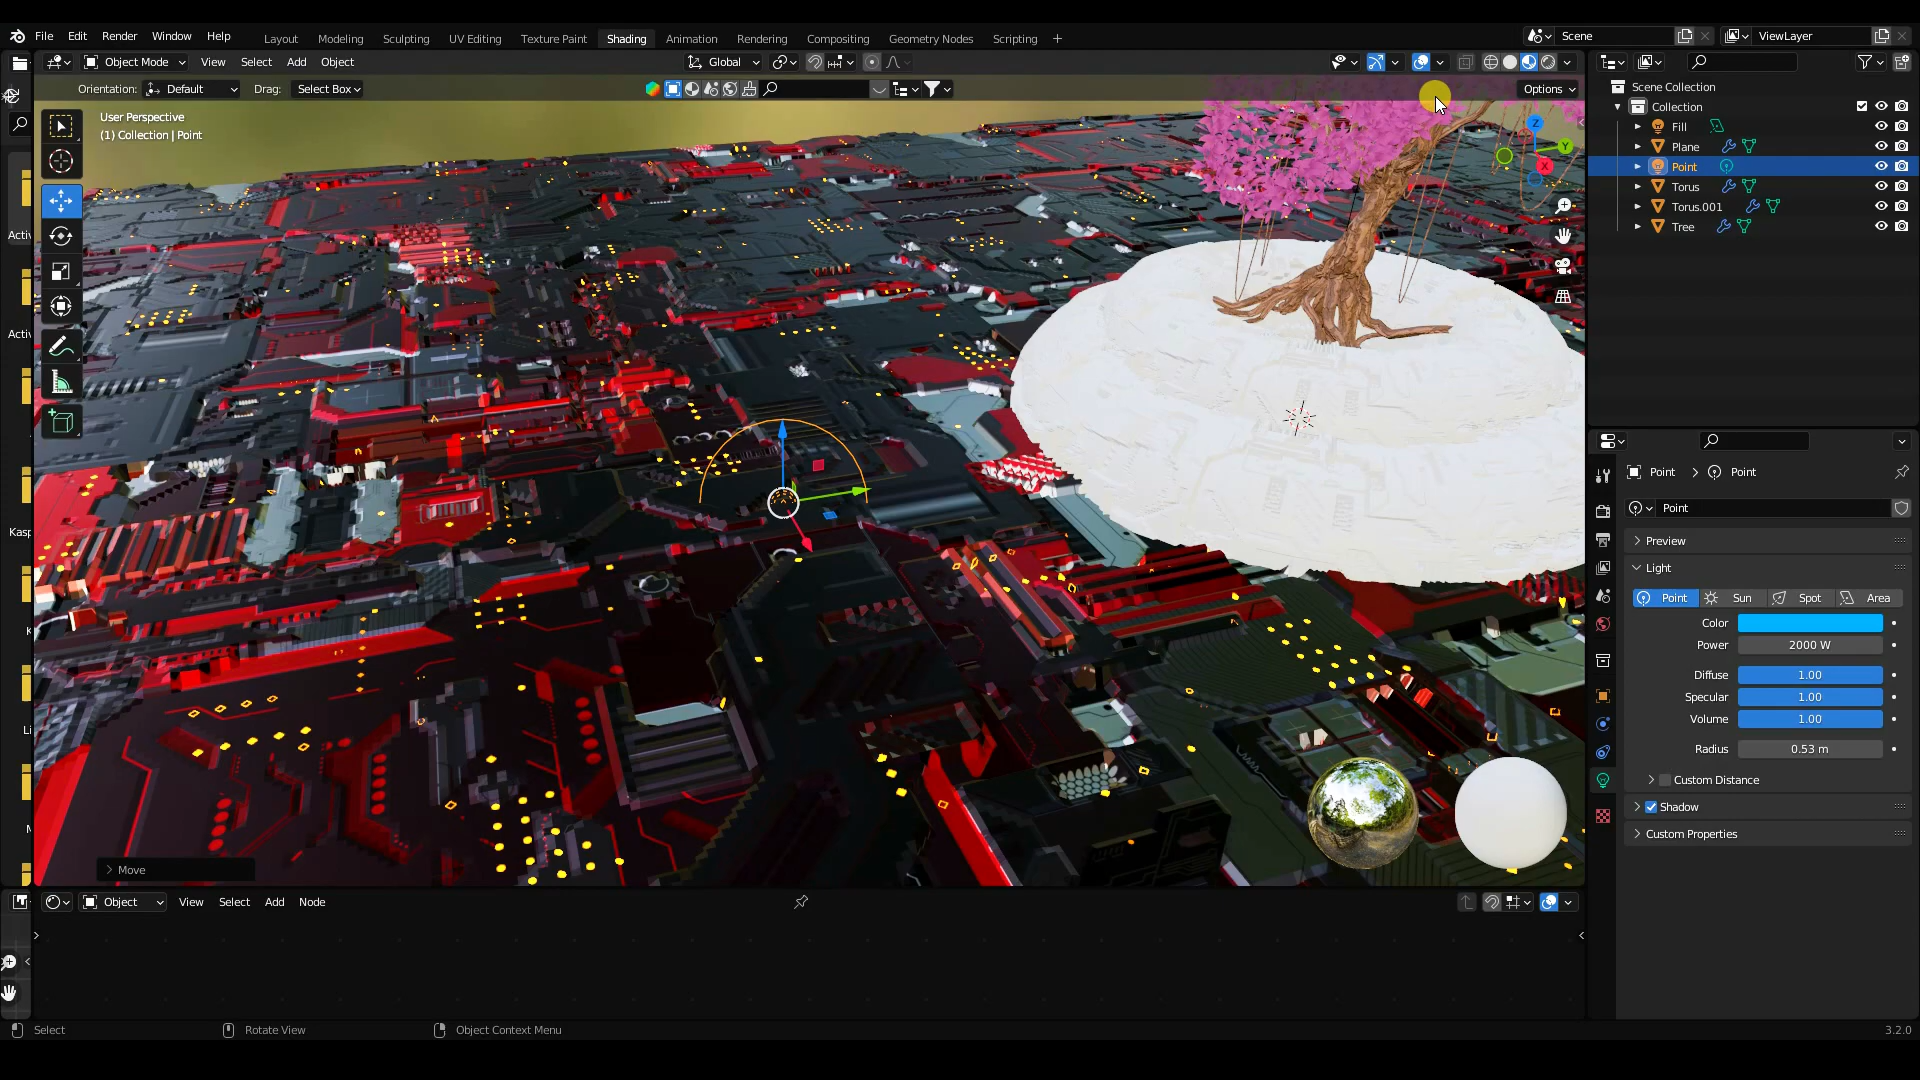 File Edit Render Window Help
Layout Modeling Sculpting UV Editing Texture Paint Shading Animation Rendering Compositing Geometry Nodes Scripting +
Scene
ViewLayer
Object Mode View Select Add Object
Global
Orientation: Default Drag: Select Box
Options
User Perspective
(1) Collection | Point
Scene Collection
Collection
Fill
Plane
Point
Torus
Torus.001
Tree
Z
Y
X
Activ
Activ
Kasp
K
L
Li
M
Point > Point
Point
Preview
Light
Point Sun Spot Area
Color
Power 2000 W
Diffuse 1.00
Specular 1.00
Volume 1.00
Radius 0.53 m
Custom Distance
Shadow
Custom Properties
Move
Object View Select Add Node
Select
Rotate View
Object Context Menu
3.2.0